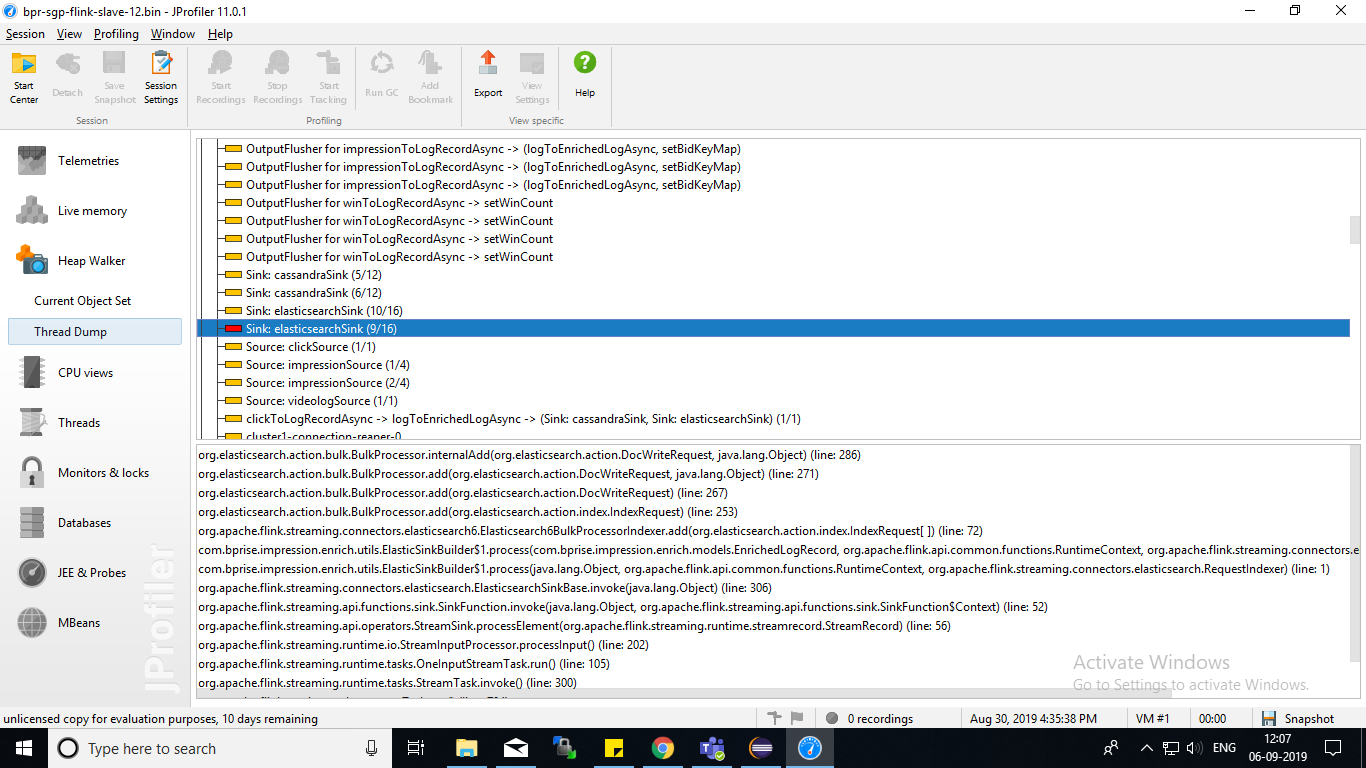 bpr-sgp-flink-slave-12.bin - JProfiler 11.0.1
Session View Profiling Window Help
Start Center
Detach
Save Snapshot
Session Settings
Start Recordings
Stop Recordings
Start Tracking
Run GC
Add Bookmark
Export
View Settings
Help
Session
Profiling
View specific
Telemetries
Live memory
Heap Walker
Current Object Set
Thread Dump
CPU views
Threads
Monitors & locks
Databases
JEE & Probes
MBeans
JProfiler
OutputFlusher for impressionToLogRecordAsync -> (logToEnrichedLogAsync, setBidKeyMap)
OutputFlusher for impressionToLogRecordAsync -> (logToEnrichedLogAsync, setBidKeyMap)
OutputFlusher for impressionToLogRecordAsync -> (logToEnrichedLogAsync, setBidKeyMap)
OutputFlusher for winToLogRecordAsync -> setWinCount
OutputFlusher for winToLogRecordAsync -> setWinCount
OutputFlusher for winToLogRecordAsync -> setWinCount
OutputFlusher for winToLogRecordAsync -> setWinCount
Sink: cassandraSink (5/12)
Sink: cassandraSink (6/12)
Sink: elasticsearchSink (10/16)
Sink: elasticsearchSink (9/16)
Source: clickSource (1/1)
Source: impressionSource (1/4)
Source: impressionSource (2/4)
Source: videologSource (1/1)
clickToLogRecordAsync -> logToEnrichedLogAsync -> (Sink: cassandraSink, Sink: elasticsearchSink) (1/1)
cluster1-connection-reaper-0
org.elasticsearch.action.bulk.BulkProcessor.internalAdd(org.elasticsearch.action.DocWriteRequest, java.lang.Object) (line: 286)
org.elasticsearch.action.bulk.BulkProcessor.add(org.elasticsearch.action.DocWriteRequest, java.lang.Object) (line: 271)
org.elasticsearch.action.bulk.BulkProcessor.add(org.elasticsearch.action.DocWriteRequest) (line: 267)
org.elasticsearch.action.bulk.BulkProcessor.add(org.elasticsearch.action.index.IndexRequest) (line: 253)
org.apache.flink.streaming.connectors.elasticsearch6.Elasticsearch6BulkProcessorIndexer.add(org.elasticsearch.action.index.IndexRequest[ ]) (line: 72)
com.bprise.impression.enrich.utils.ElasticSinkBuilder$1.process(com.bprise.impression.enrich.models.EnrichedLogRecord, org.apache.flink.api.common.functions.RuntimeContext, org.apache.flink.streaming.connectors.e
com.bprise.impression.enrich.utils.ElasticSinkBuilder$1.process(java.lang.Object, org.apache.flink.api.common.functions.RuntimeContext, org.apache.flink.streaming.connectors.elasticsearch.RequestIndexer) (line: 1)
org.apache.flink.streaming.connectors.elasticsearch.ElasticsearchSinkBase.invoke(java.lang.Object) (line: 306)
org.apache.flink.streaming.api.functions.sink.SinkFunction.invoke(java.lang.Object, org.apache.flink.streaming.api.functions.sink.SinkFunction$Context) (line: 52)
org.apache.flink.streaming.api.operators.StreamSink.processElement(org.apache.flink.streaming.runtime.streamrecord.StreamRecord) (line: 56)
org.apache.flink.streaming.runtime.io.StreamInputProcessor.processInput() (line: 202)
org.apache.flink.streaming.runtime.tasks.OneInputStreamTask.run() (line: 105)
org.apache.flink.streaming.runtime.tasks.StreamTask.invoke() (line: 300)
Activate Windows
Go to Settings to activate Windows.
unlicensed copy for evaluation purposes, 10 days remaining
0 recordings
Aug 30, 2019 4:35:38 PM
VM #1
00:00
Snapshot
Type here to search
ENG
12:07
06-09-2019